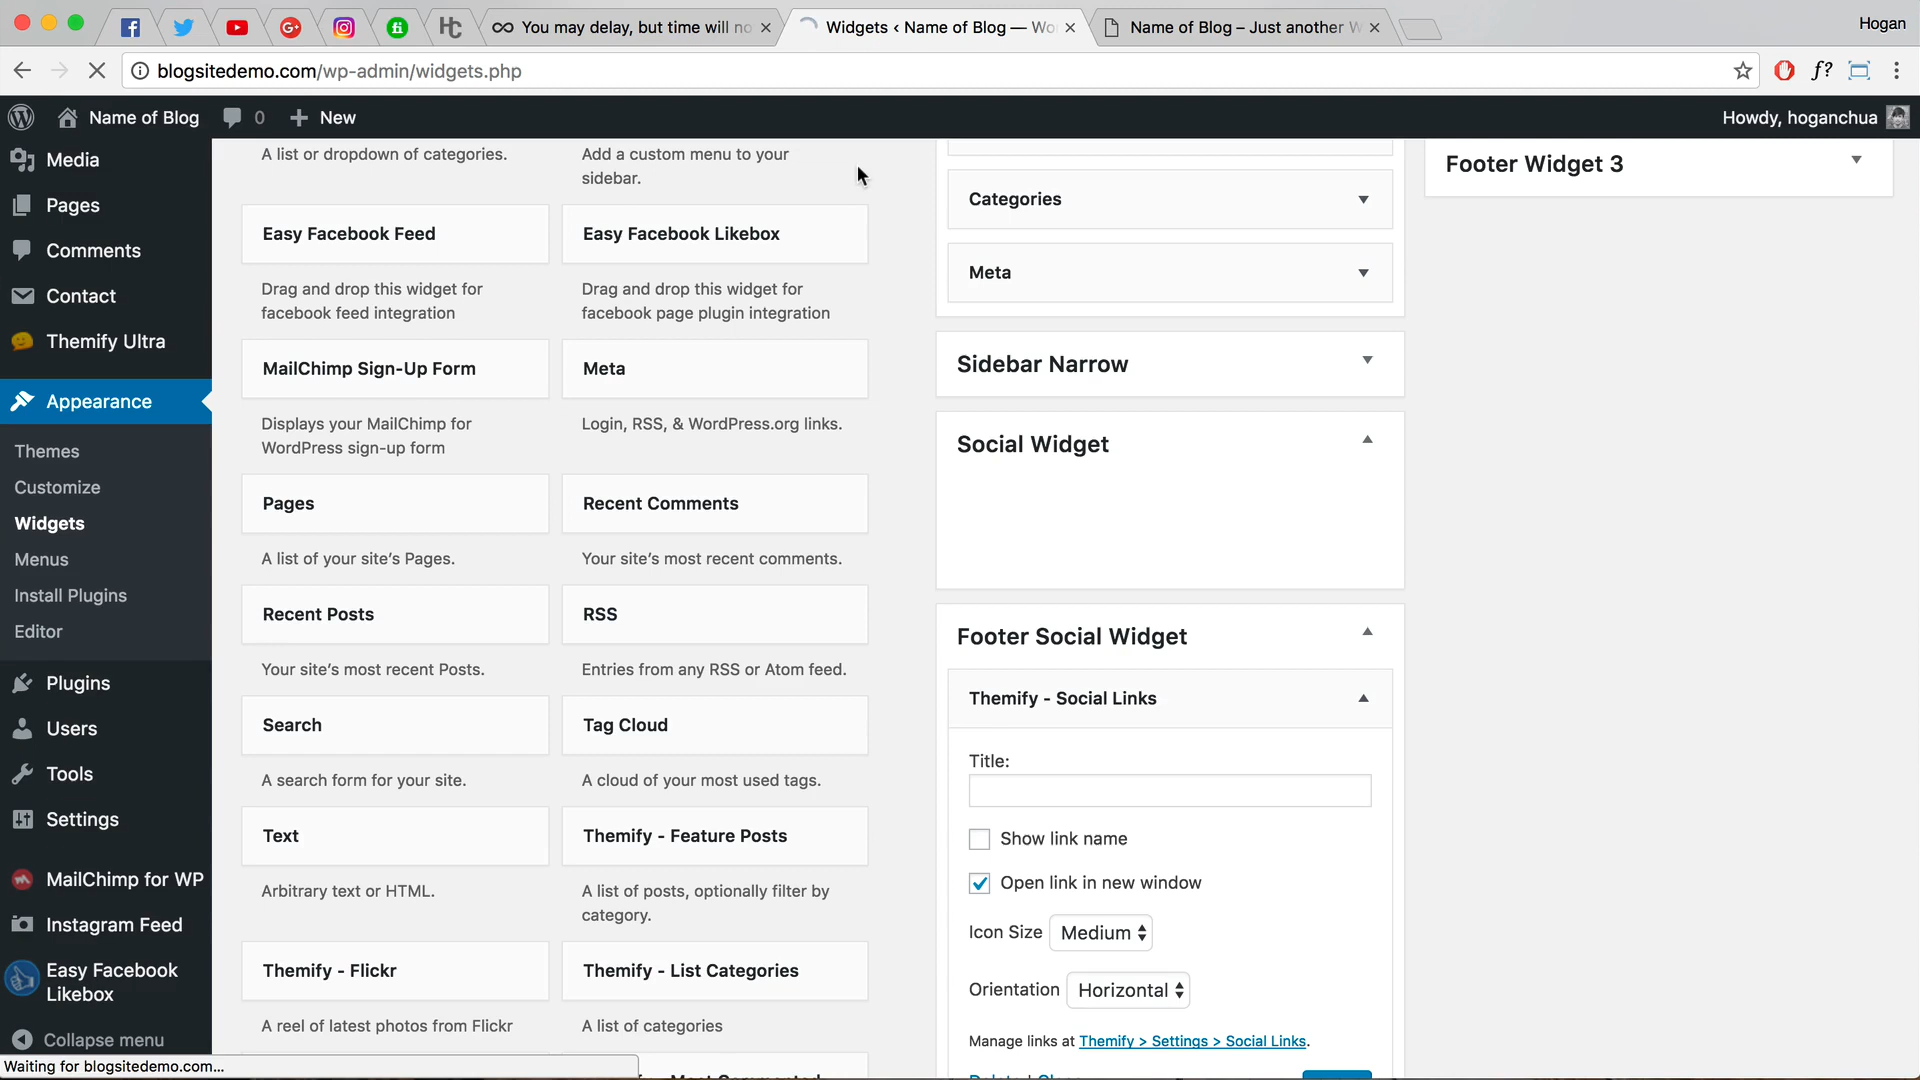 You may delay, but time will no
Widgets ‹ Name of Blog — Wo
Name of Blog – Just another W
Hogan
blogsitedemo.com/wp-admin/widgets.php
f?
Name of Blog
0
New
Howdy, hoganchua
Media
Pages
Comments
Contact
Themify Ultra
Appearance
Themes
Customize
Widgets
Menus
Install Plugins
Editor
Plugins
Users
Tools
Settings
MailChimp for WP
Instagram Feed
Easy Facebook
Likebox
Collapse menu
Waiting for blogsitedemo.com...
A list or dropdown of categories.
Add a custom menu to your
sidebar.
Easy Facebook Feed
Easy Facebook Likebox
Drag and drop this widget for
facebook feed integration
Drag and drop this widget for
facebook page plugin integration
MailChimp Sign-Up Form
Meta
Displays your MailChimp for
WordPress sign-up form
Login, RSS, & WordPress.org links.
Pages
Recent Comments
A list of your site's Pages.
Your site's most recent comments.
Recent Posts
RSS
Your site's most recent Posts.
Entries from any RSS or Atom feed.
Search
Tag Cloud
A search form for your site.
A cloud of your most used tags.
Text
Themify - Feature Posts
Arbitrary text or HTML.
A list of posts, optionally filter by
category.
Themify - Flickr
Themify - List Categories
A reel of latest photos from Flickr
A list of categories
Categories
Meta
Sidebar Narrow
Social Widget
Footer Social Widget
Themify - Social Links
Title:
Show link name
Open link in new window
Icon Size Medium
Orientation Horizontal
Manage links at Themify > Settings > Social Links.
Footer Widget 3